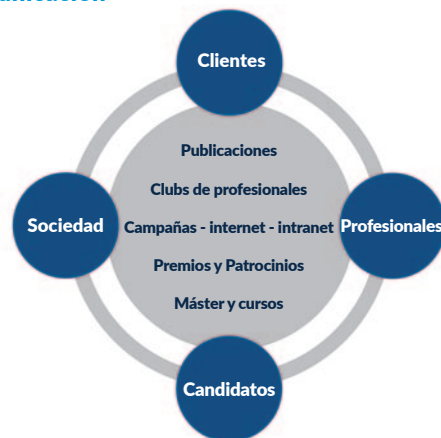 Clientes
Publicaciones
Clubs de profesionales
Sociedad
Campañas - internet - intranet
Profesionales
Premios y Patrocinios
Máster y cursos
Candidatos